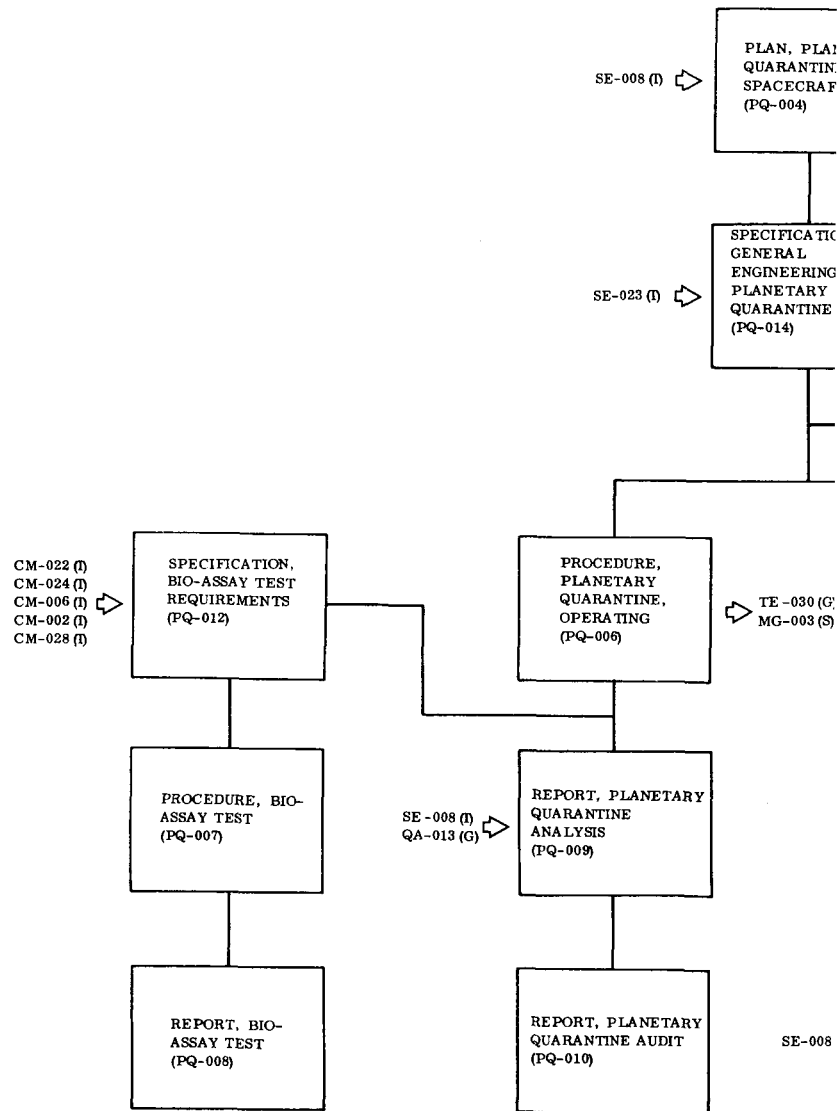 SE-008 (I)
PLAN, PLAN
QUARANTIN
SPACECRAF
(PQ-004)
SE-023 (I)
SPECIFICATIO
GENERAL
ENGINEERING
PLANETARY
QUARANTINE
(PQ-014)
CM-022 (I)
CM-024 (I)
CM-006 (I)
CM-002 (I)
CM-028 (I)
SPECIFICATION,
BIO-ASSAY TEST
REQUIREMENTS
(PQ-012)
PROCEDURE,
PLANETARY
QUARANTINE,
OPERATING
(PQ-006)
TE-030 (G)
MG-003 (S)
PROCEDURE, BIO-
ASSAY TEST
(PQ-007)
SE-008 (I)
QA-013 (G)
REPORT, PLANETARY
QUARANTINE
ANALYSIS
(PQ-009)
REPORT, BIO-
ASSAY TEST
(PQ-008)
REPORT, PLANETARY
QUARANTINE AUDIT
(PQ-010)
SE-008